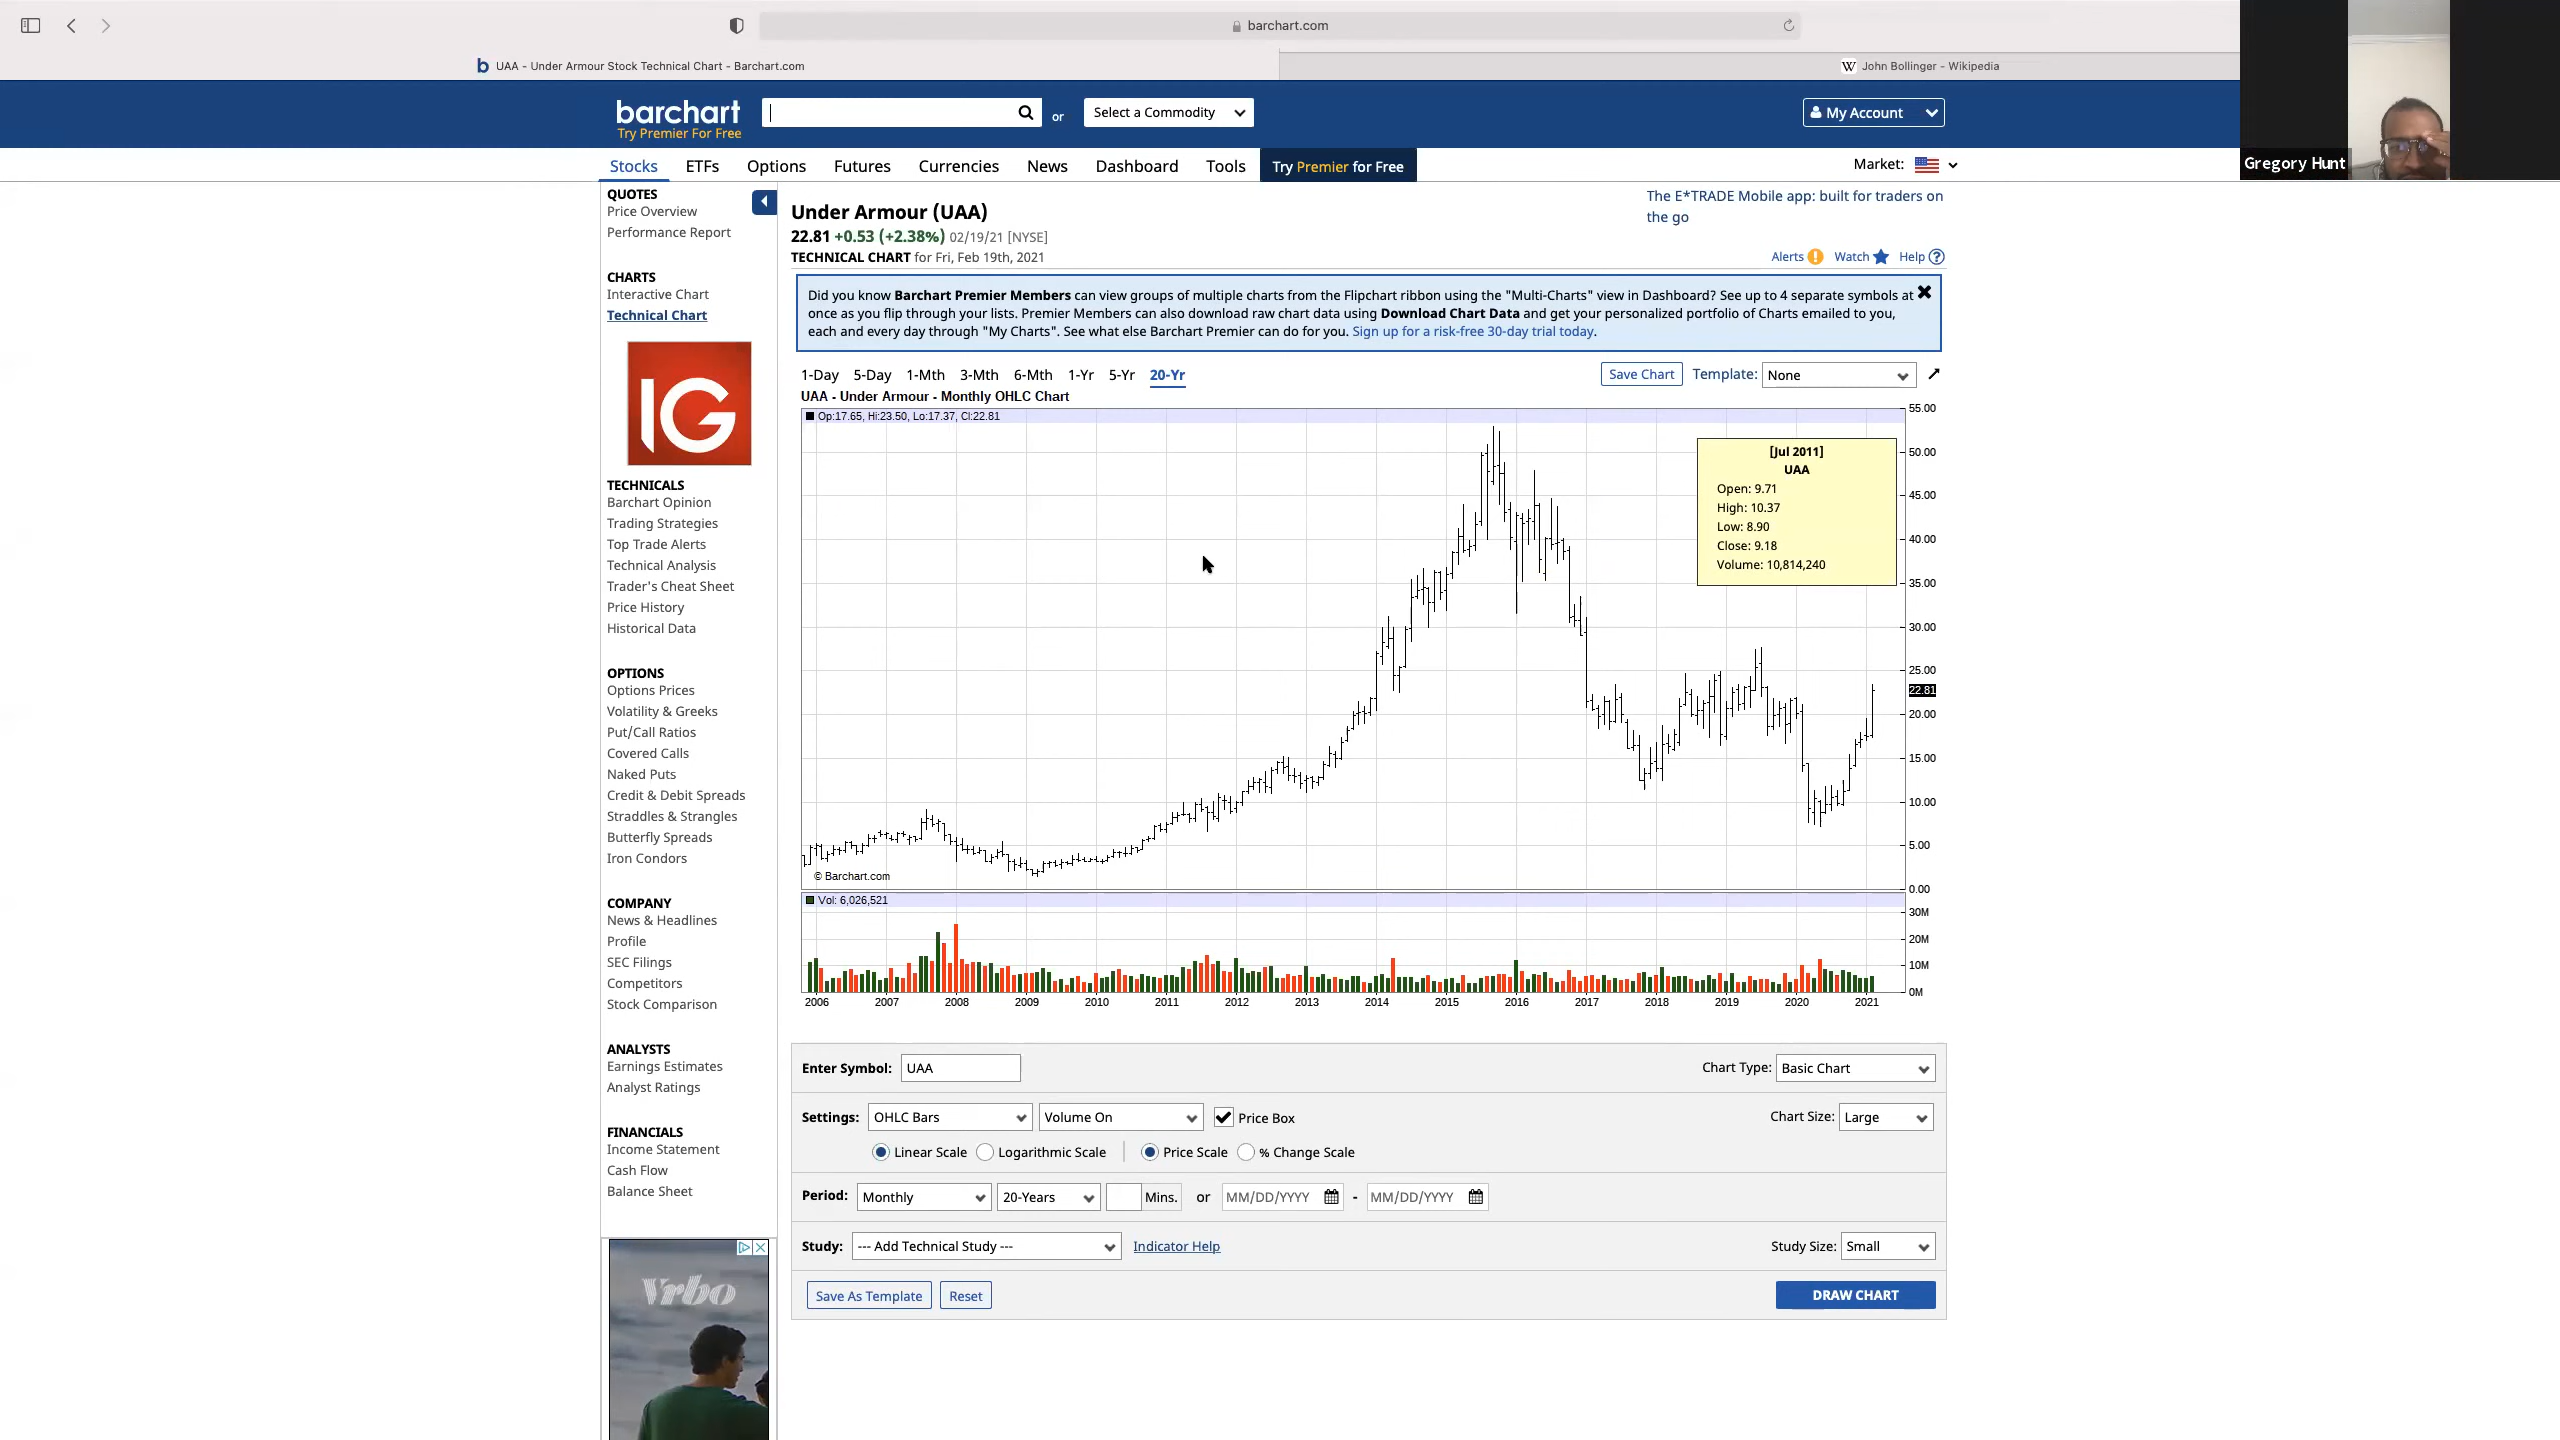 barchart.com
UAA - Under Armour Stock Technical Chart - Barchart.com
John Bollinger - Wikipedia
barchart
Try Premier For Free
or
Select a Commodity
My Account
Stocks
ETFs
Options
Futures
Currencies
News
Dashboard
Tools
Try Premier for Free
Market:
Gregory Hunt
QUOTES
Price Overview
Performance Report
CHARTS
Interactive Chart
Technical Chart
IG
TECHNICALS
Barchart Opinion
Trading Strategies
Top Trade Alerts
Technical Analysis
Trader's Cheat Sheet
Price History
Historical Data
OPTIONS
Options Prices
Volatility & Greeks
Put/Call Ratios
Covered Calls
Naked Puts
Credit & Debit Spreads
Straddles & Strangles
Butterfly Spreads
Iron Condors
COMPANY
News & Headlines
Profile
SEC Filings
Competitors
Stock Comparison
ANALYSTS
Earnings Estimates
Analyst Ratings
FINANCIALS
Income Statement
Cash Flow
Balance Sheet
Vrbo
Under Armour (UAA)
22.81 +0.53 (+2.38%) 02/19/21 [NYSE]
TECHNICAL CHART for Fri, Feb 19th, 2021
The E*TRADE Mobile app: built for traders on
the go
Alerts
Watch
Help
Did you know Barchart Premier Members can view groups of multiple charts from the Flipchart ribbon using the "Multi-Charts" view in Dashboard? See up to 4 separate symbols at
once as you flip through your lists. Premier Members can also download raw chart data using Download Chart Data and get your personalized portfolio of Charts emailed to you,
each and every day through "My Charts". See what else Barchart Premier can do for you. Sign up for a risk-free 30-day trial today.
1-Day 5-Day 1-Mth 3-Mth 6-Mth 1-Yr 5-Yr 20-Yr
Save Chart
Template: None
UAA - Under Armour - Monthly OHLC Chart
Op:17.65, Hi:23.50, Lo:17.37, Cl:22.81
[Jul 2011]
UAA
Open: 9.71
High: 10.37
Low: 8.90
Close: 9.18
Volume: 10,814,240
55.00
50.00
45.00
40.00
35.00
30.00
25.00
22.81
20.00
15.00
10.00
5.00
0.00
© Barchart.com
Vol: 6,026,521
30M
20M
10M
0M
2006 2007 2008 2009 2010 2011 2012 2013 2014 2015 2016 2017 2018 2019 2020 2021
Enter Symbol: UAA
Chart Type: Basic Chart
Settings: OHLC Bars Volume On Price Box
Chart Size: Large
Linear Scale Logarithmic Scale Price Scale % Change Scale
Period: Monthly 20-Years Mins. or MM/DD/YYYY - MM/DD/YYYY
Study: --- Add Technical Study --- Indicator Help
Study Size: Small
Save As Template
Reset
DRAW CHART